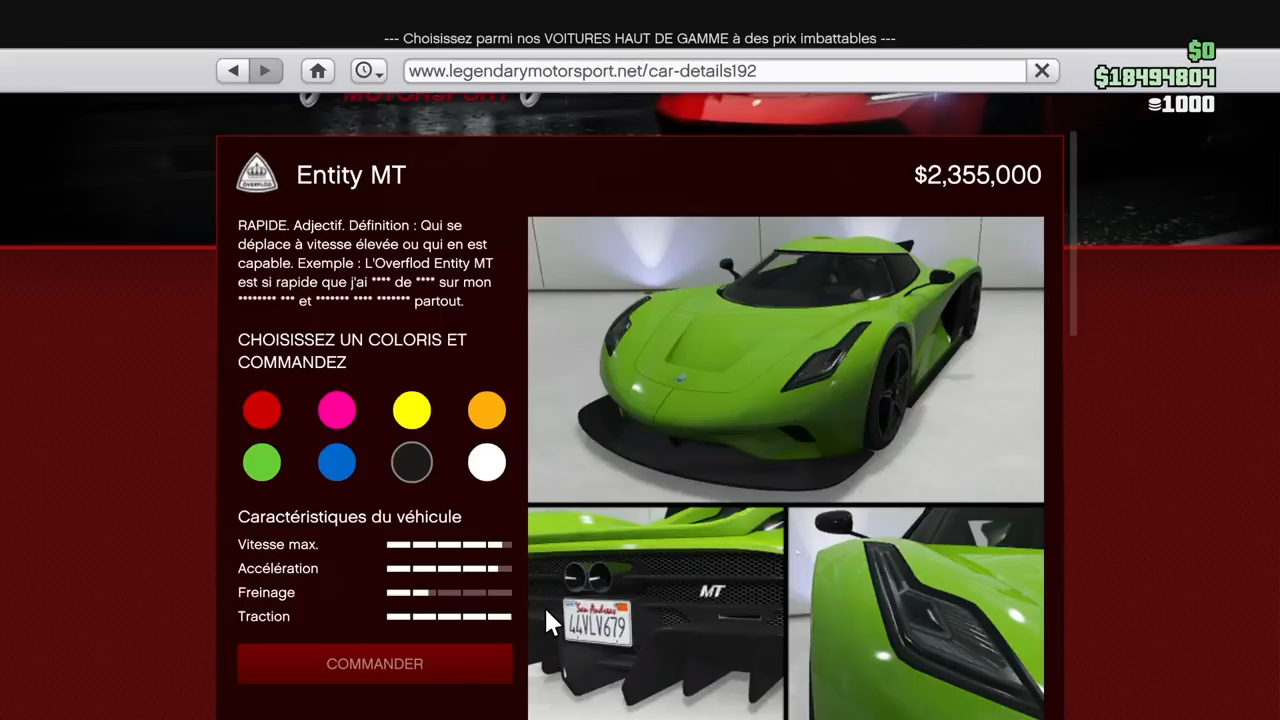 --- Choisissez parmi nos VOITURES HAUT DE GAMME à des prix imbattables ---
$0
www.legendarymotorsport.net/car-details192
$18494804
1000
MOTORSPORT
OVERFLOD
Entity MT
$2,355,000
RAPIDE. Adjectif. Définition : Qui se
déplace à vitesse élevée ou qui en est
capable. Exemple : L'Overflod Entity MT
est si rapide que j'ai **** de **** sur mon
******** *** et ******* **** ******* partout.
CHOISISSEZ UN COLORIS ET
COMMANDEZ
Caractéristiques du véhicule
Vitesse max.
Accélération
Freinage
Traction
COMMANDER
MT
San Andreas
44VLV679